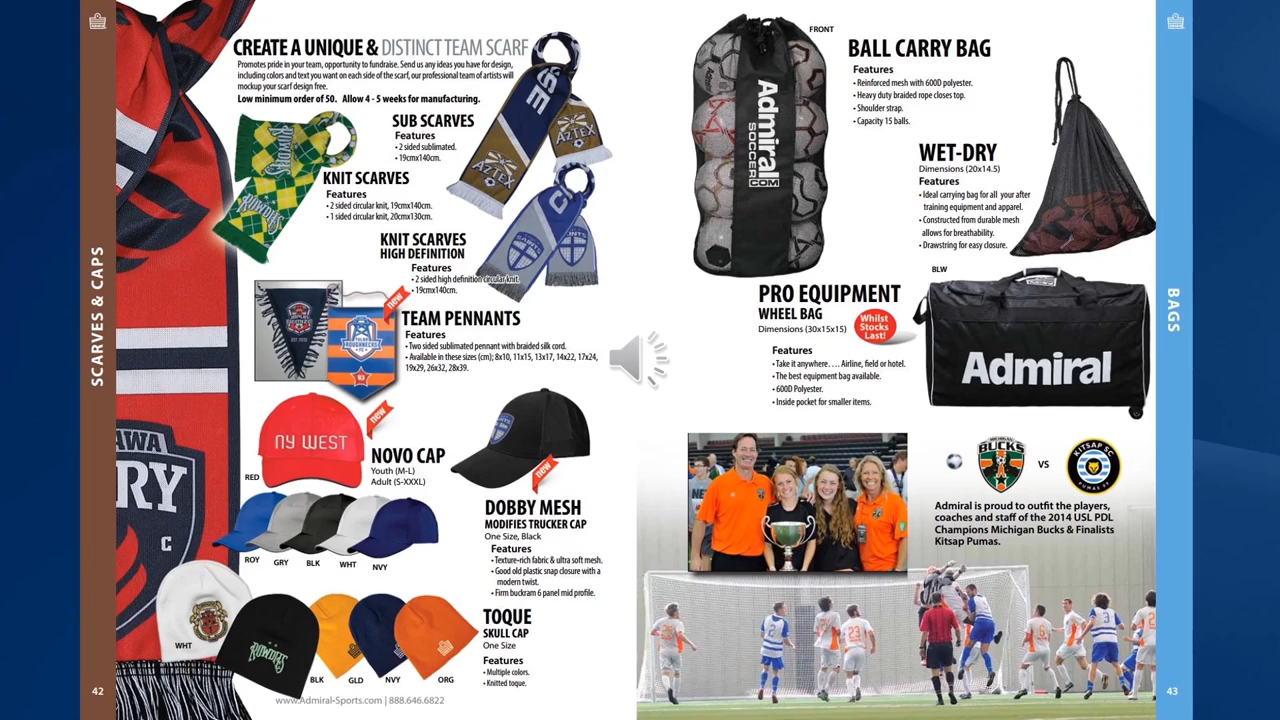 CREATE A UNIQUE & DISTINCT TEAM SCARF
Promotes pride in your team, opportunity to fundraise. Send us any ideas you have for design,
including colors and text you want on each side of the scarf, our professional team of artists will
mockup your scarf design free.
Low minimum order of 50. Allow 4 - 5 weeks for manufacturing.
SUB SCARVES
Features
• 2 sided sublimated.
• 19cmx140cm.
AZTEX
AZTEX
KNIT SCARVES
Features
• 2 sided circular knit, 19cmx140cm.
• 1 sided circular knit, 20cmx130cm.
KNIT SCARVES
HIGH DEFINITION
Features
• 2 sided high definition circular knit.
• 19cmx140cm.
SAINTS
new
TEAM PENNANTS
Features
• Two sided sublimated pennant with braided silk cord.
• Available in these sizes (cm); 8x10, 11x15, 13x17, 14x22, 17x24,
19x29, 26x32, 28x39.
ROUGHNECKS
SCARVES & CAPS
NY WEST
RED
new
NOVO CAP
Youth (M-L)
Adult (S-XXXL)
new
ROY
GRY
BLK
WHT
NVY
DOBBY MESH
MODIFIES TRUCKER CAP
One Size, Black
Features
• Texture-rich fabric & ultra soft mesh.
• Good old plastic snap closure with a
modern twist.
• Firm buckram 6 panel mid profile.
AWA
RY
C
WHT
BLK
GLD
NVY
ORG
TOQUE
SKULL CAP
One Size
Features
• Multiple colors.
• Knitted toque.
42
www.Admiral-Sports.com | 888.646.6822
FRONT
Admiral
SOCCER.COM
BALL CARRY BAG
Features
• Reinforced mesh with 600D polyester.
• Heavy duty braided rope closes top.
• Shoulder strap.
• Capacity 15 balls.
WET-DRY
Dimensions (20x14.5)
Features
• Ideal carrying bag for all your after
training equipment and apparel.
• Constructed from durable mesh
allows for breathability.
• Drawstring for easy closure.
BLW
PRO EQUIPMENT
WHEEL BAG
Dimensions (30x15x15)
Whilst
Stocks
Last!
Features
• Take it anywhere.... Airline, field or hotel.
• The best equipment bag available.
• 600D Polyester.
• Inside pocket for smaller items.
Admiral
BAGS
MICHIGAN
BUCKS
VS
KITSAP SC
PUMAS
Admiral is proud to outfit the players,
coaches and staff of the 2014 USL PDL
Champions Michigan Bucks & Finalists
Kitsap Pumas.
43